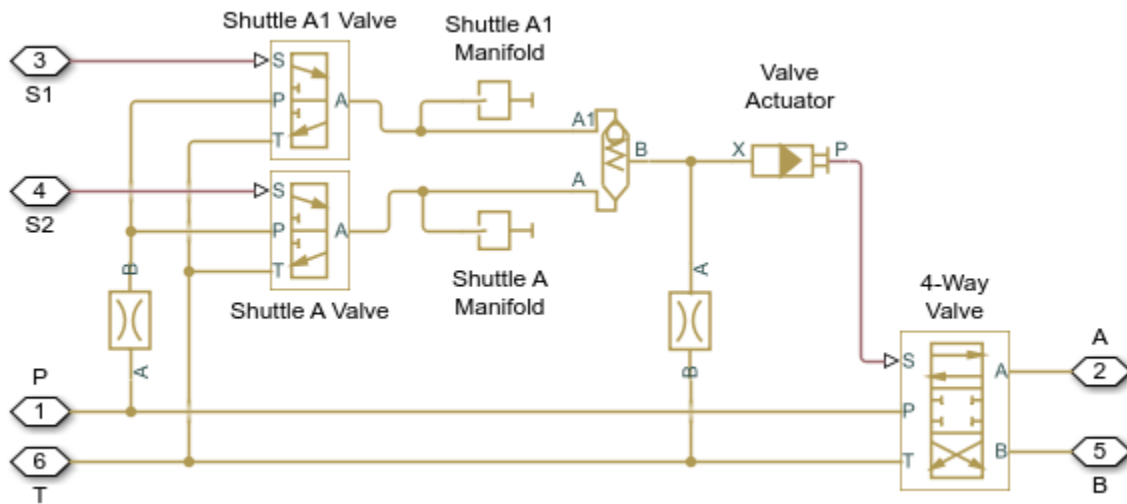 Shuttle A1 Valve
Shuttle A1
Manifold
Valve
Actuator
3
S1
S
P
A
T
A1
B
X
P
4
S2
S
P
A
T
A
Shuttle A
Manifold
Shuttle A Valve
B
A
A
B
4-Way
Valve
S
A
A
2
P
1
P
6
T
T
B
5
B